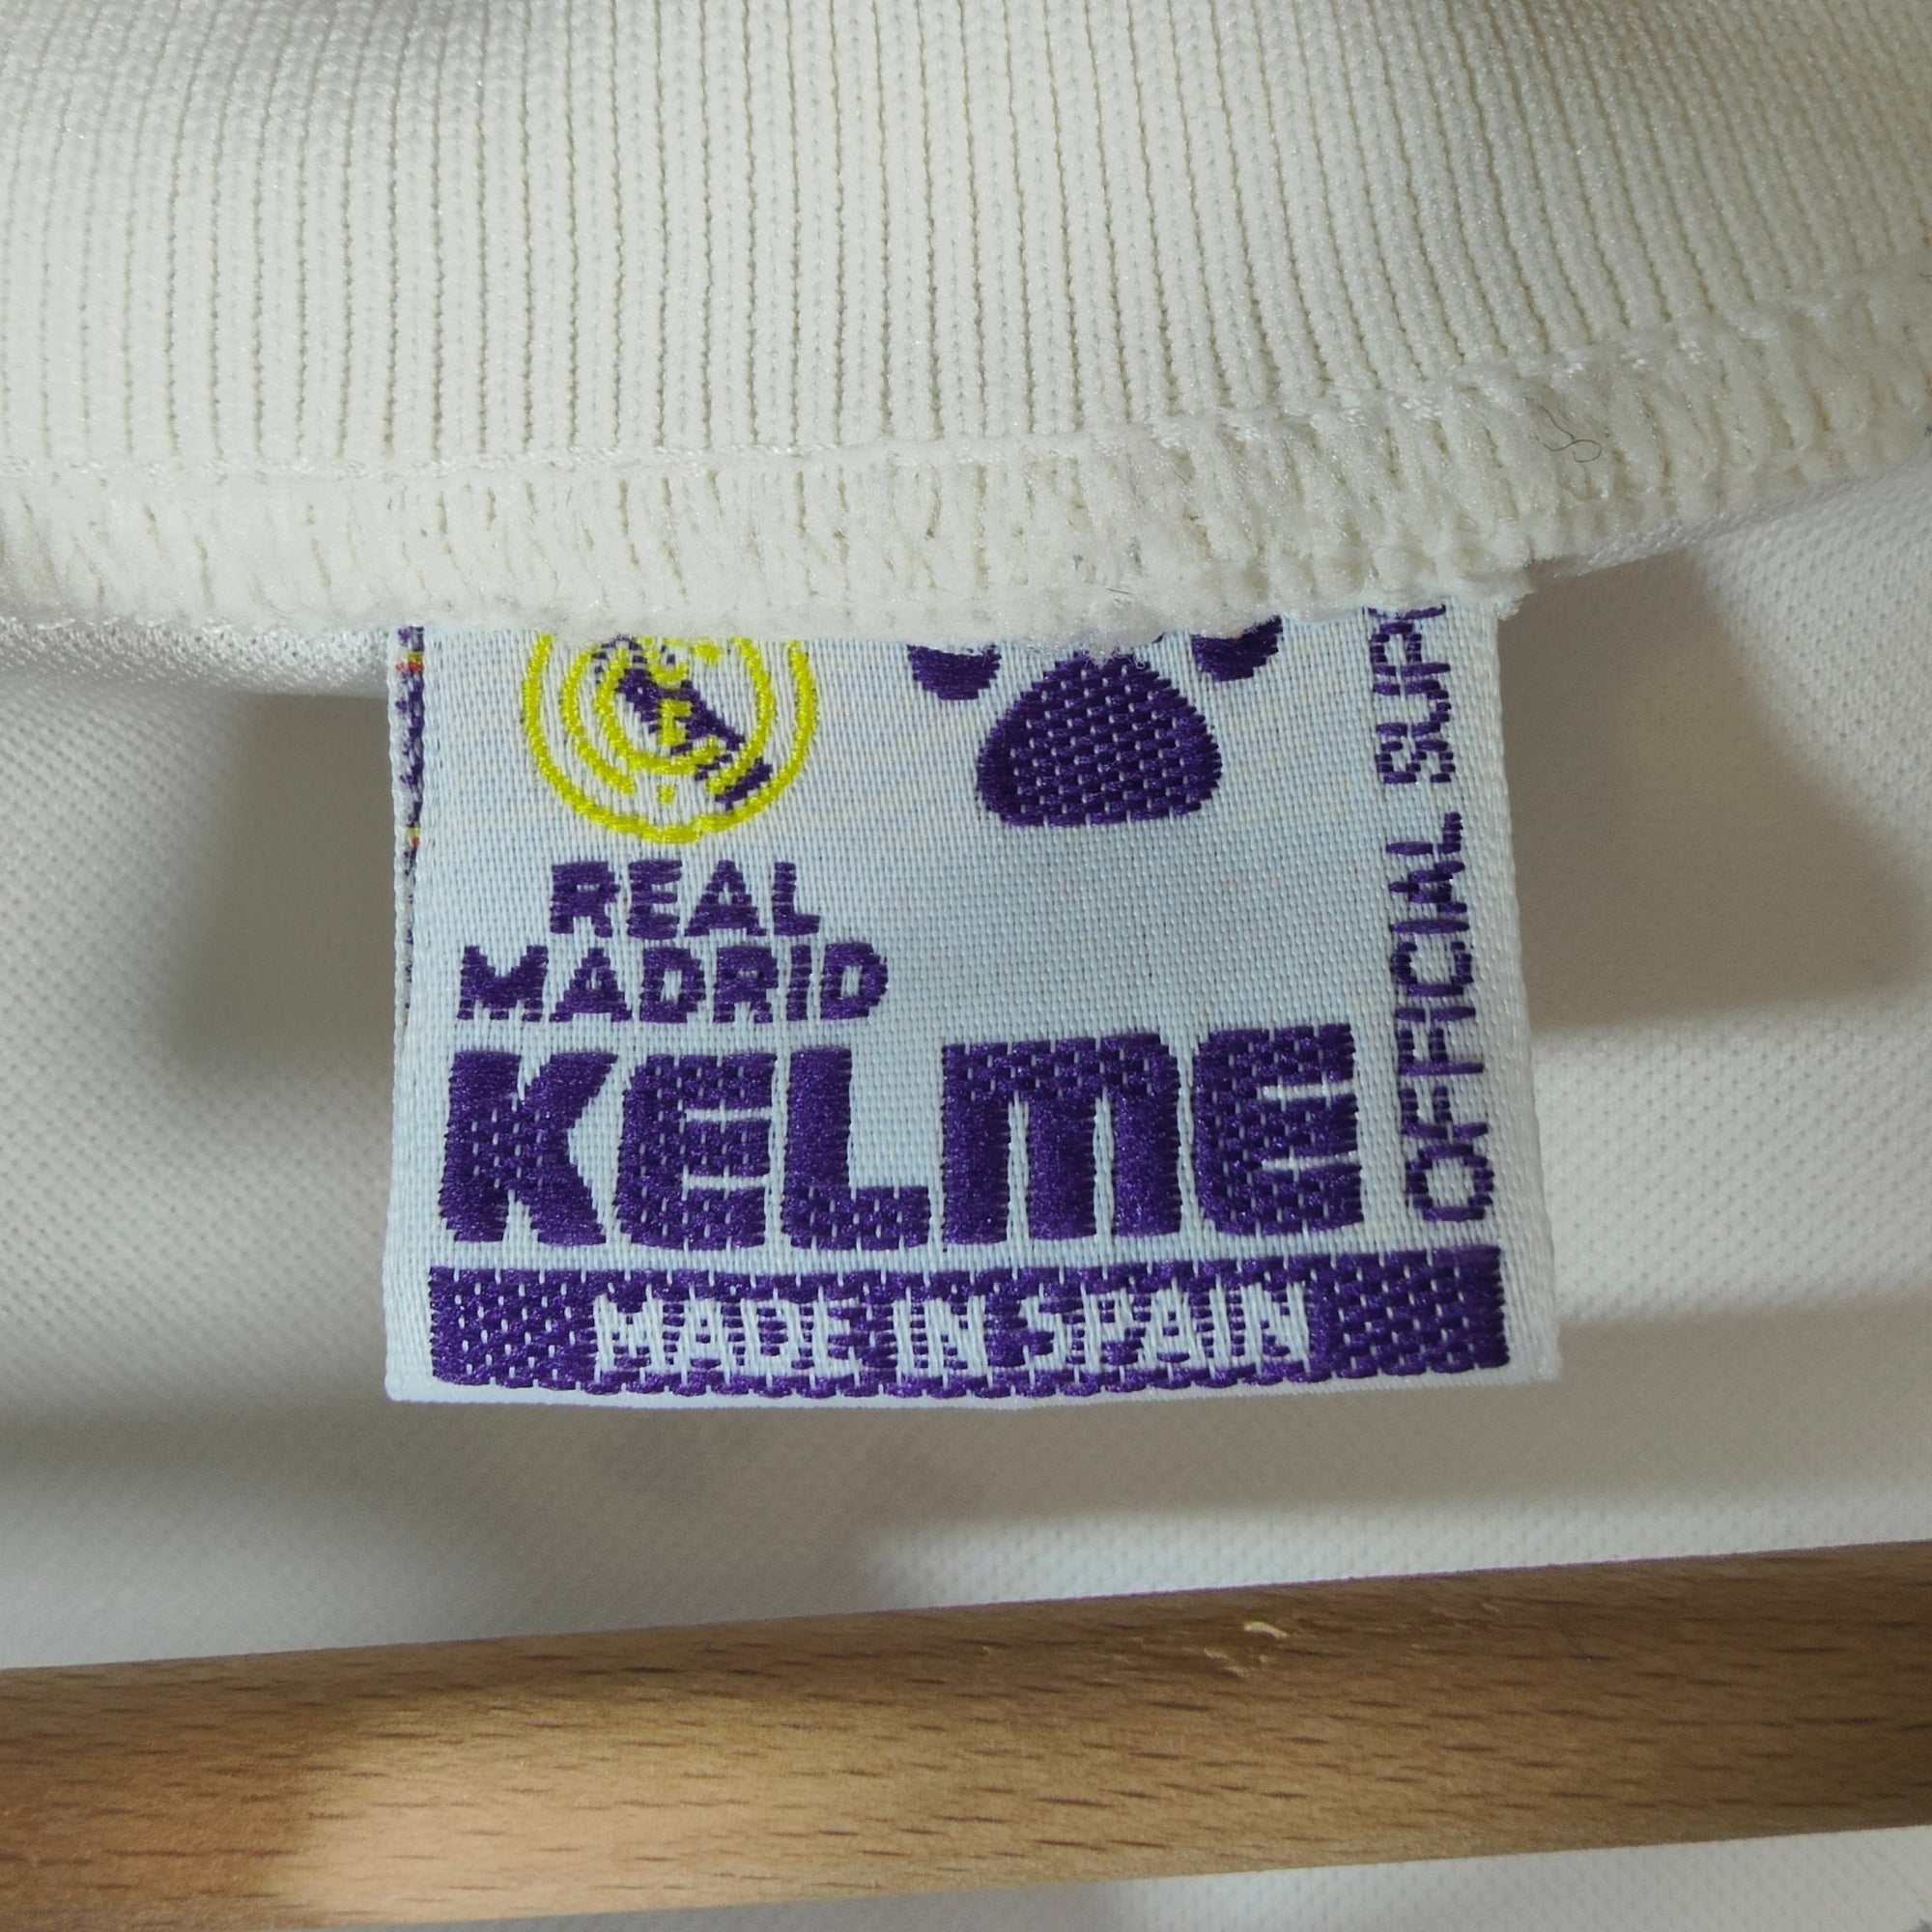 REAL
MADRID
KELME
MADE IN SPAIN
OFFICIAL